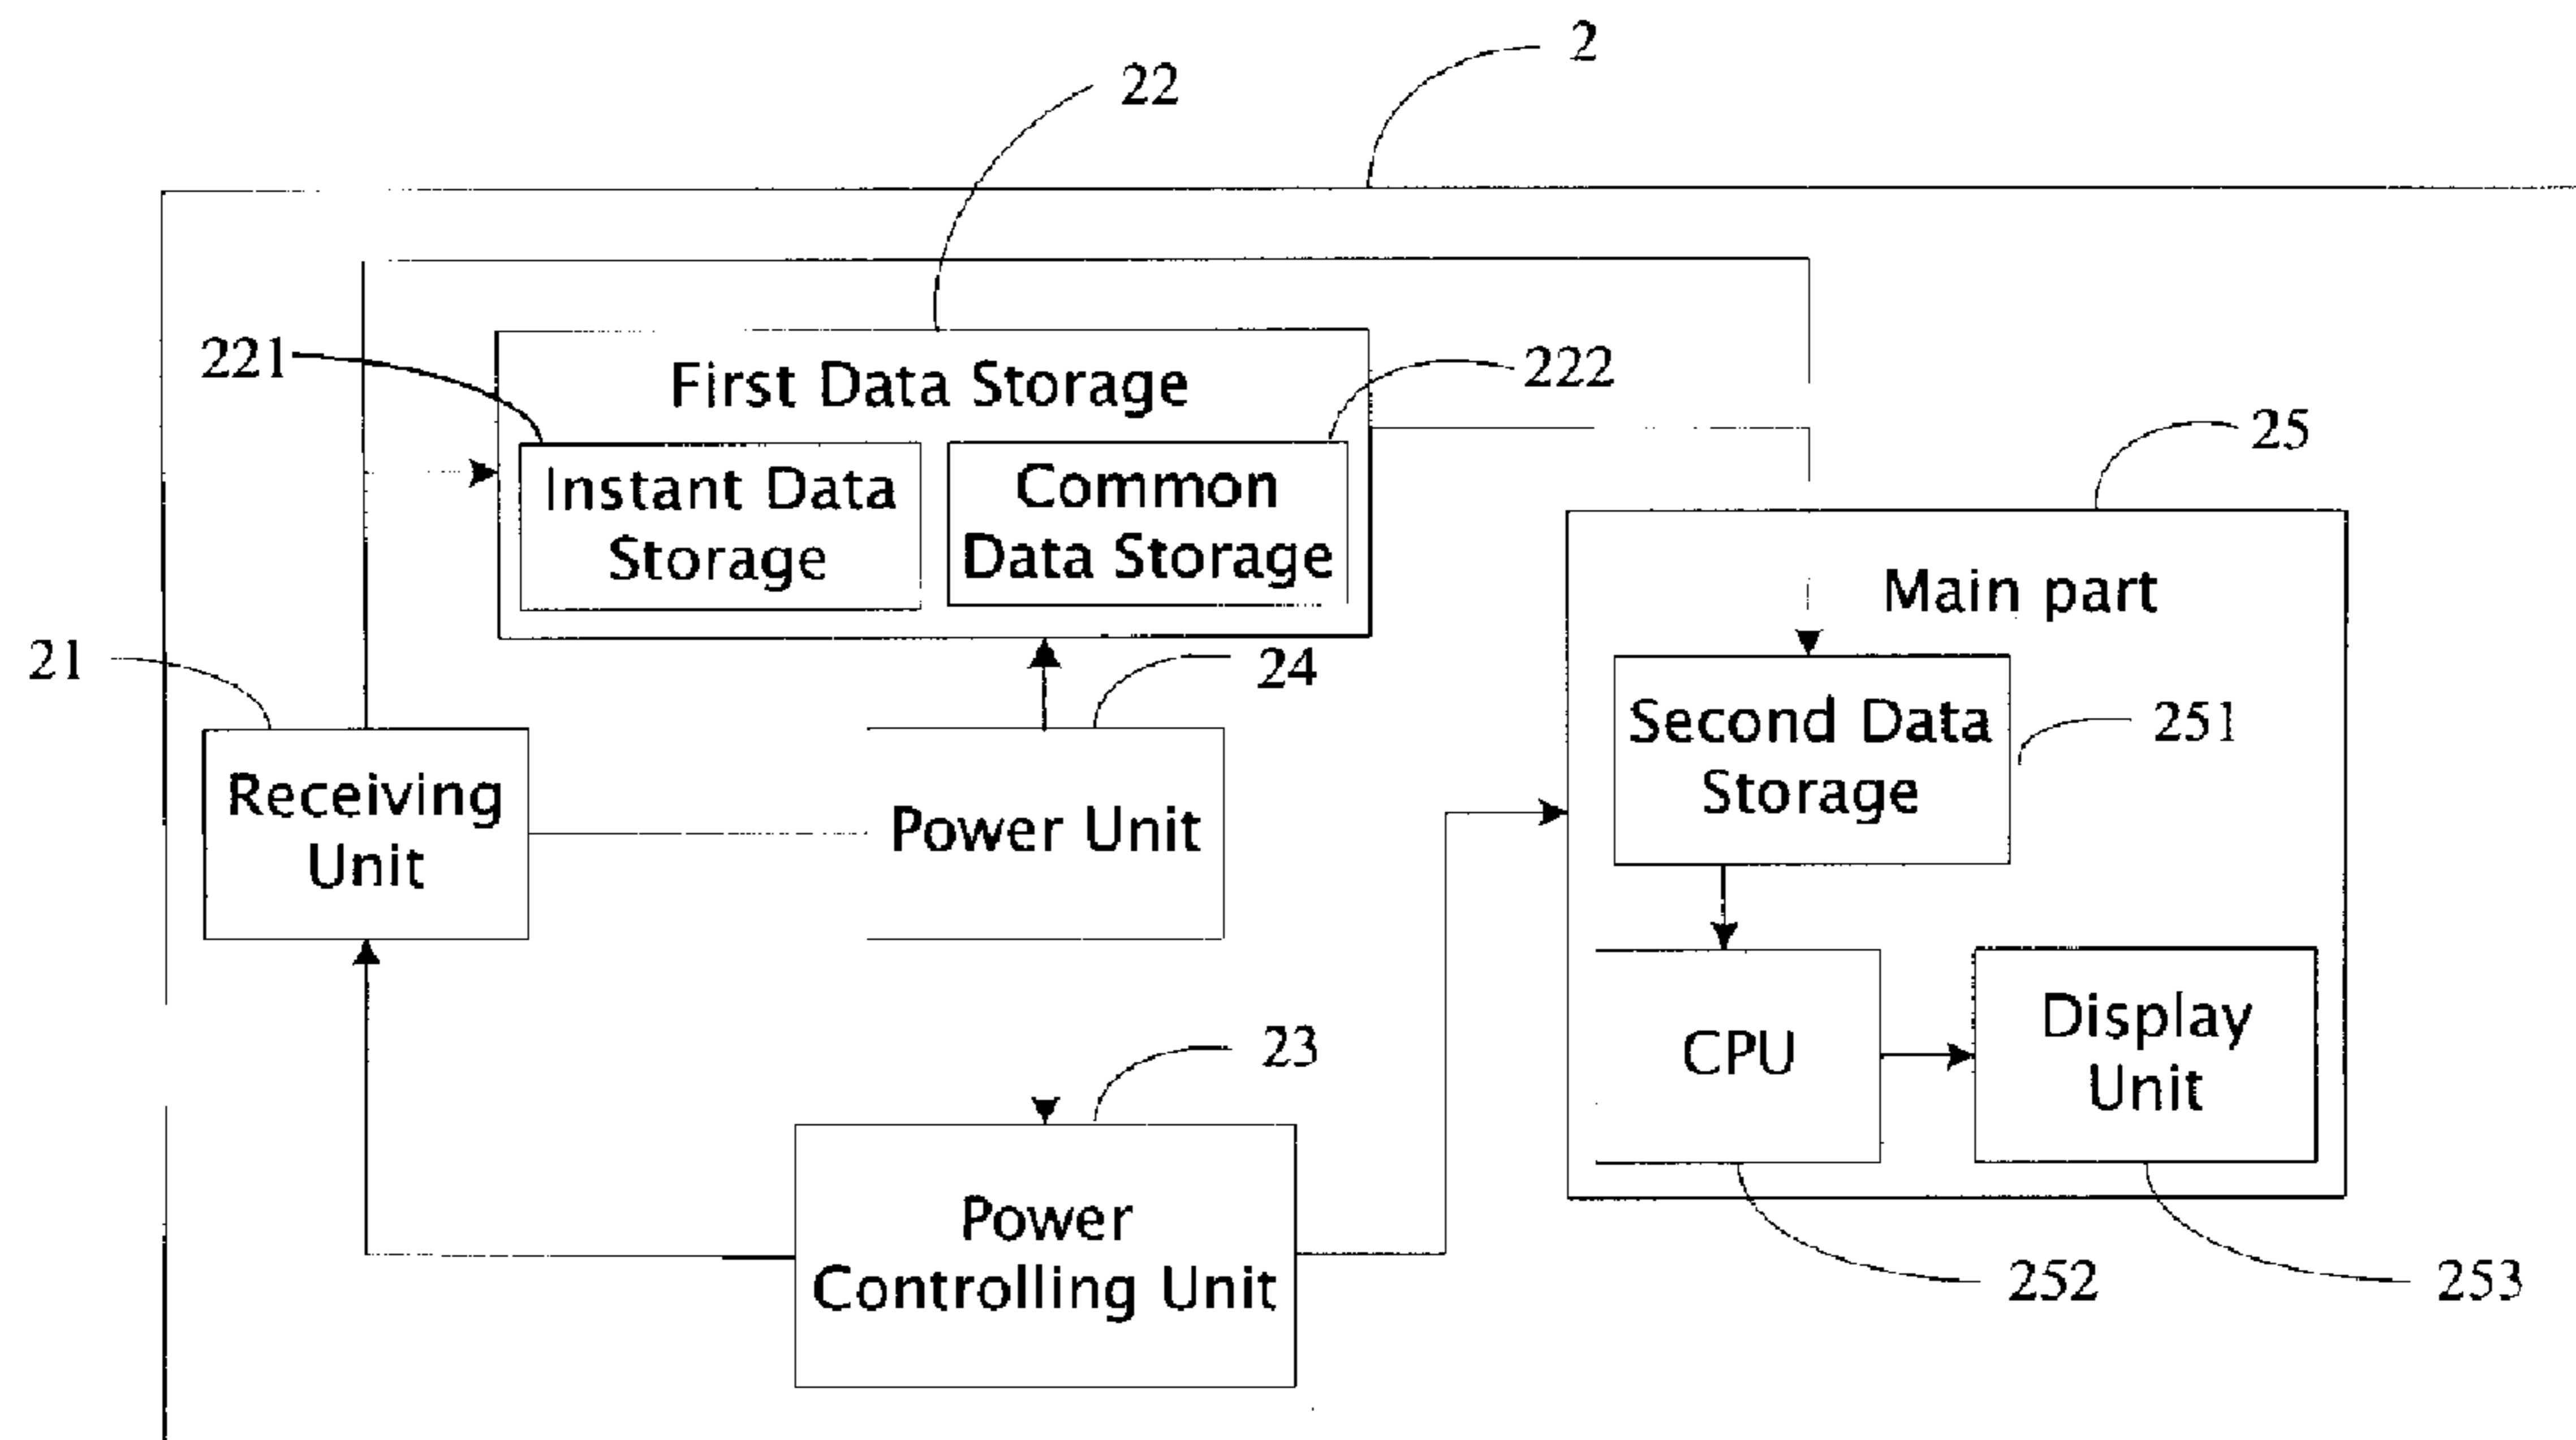 2
22
221
First Data Storage
222
Instant Data
Storage
Common
Data Storage
25
Main part
21
24
Second Data
Storage
251
Receiving
Unit
Power Unit
23
CPU
Display
Unit
Power
Controlling Unit
252
253